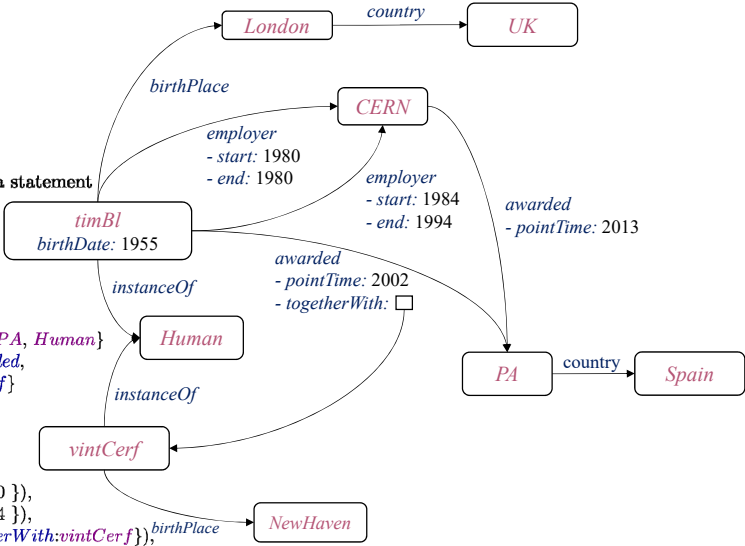 London
country
UK
birthPlace
CERN
employer
- start: 1980
- end: 1980
employer
- start: 1984
- end: 1994
awarded
- pointTime: 2013
statement
timBl
birthDate: 1955
awarded
- pointTime: 2002
- togetherWith:
instanceOf
PA, Human}
Human
PA
country
Spain
instanceOf
vintCerf
0 }),
4 }),
erWith:vintCerf}),
birthPlace
NewHaven